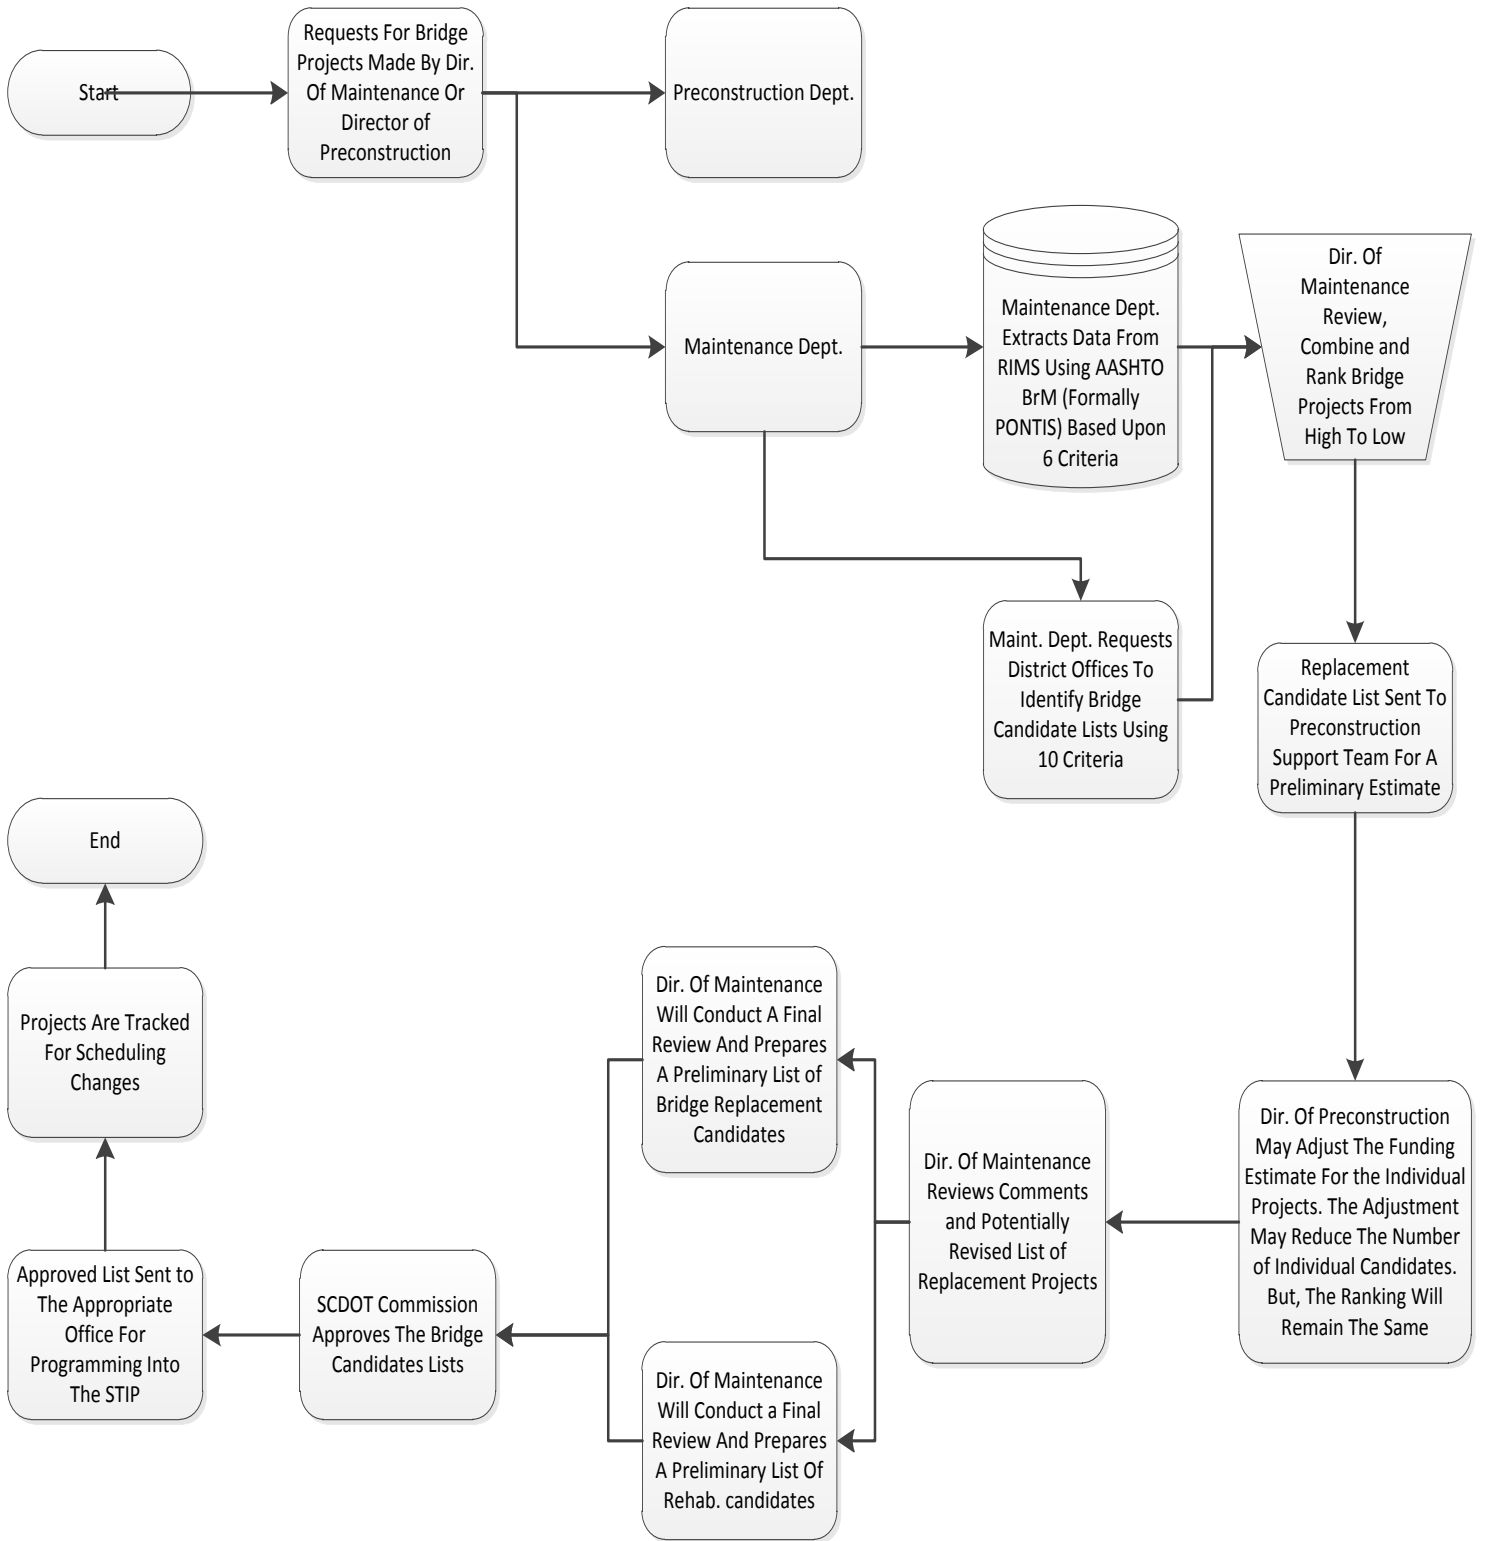 Start
Requests For Bridge
Projects Made By Dir.
Of Maintenance Or
Director of
Preconstruction
Preconstruction Dept.
Maintenance Dept.
Maintenance Dept.
Extracts Data From
RIMS Using AASHTO
BrM (Formally
PONTIS) Based Upon
6 Criteria
Dir. Of
Maintenance
Review,
Combine and
Rank Bridge
Projects From
High To Low
Maint. Dept. Requests
District Offices To
Identify Bridge
Candidate Lists Using
10 Criteria
Replacement
Candidate List Sent To
Preconstruction
Support Team For A
Preliminary Estimate
Dir. Of Preconstruction
May Adjust The Funding
Estimate For the Individual
Projects. The Adjustment
May Reduce The Number
of Individual Candidates.
But, The Ranking Will
Remain The Same
Dir. Of Maintenance
Reviews Comments
and Potentially
Revised List of
Replacement Projects
Dir. Of Maintenance
Will Conduct A Final
Review And Prepares
A Preliminary List of
Bridge Replacement
Candidates
Dir. Of Maintenance
Will Conduct a Final
Review And Prepares
A Preliminary List Of
Rehab. candidates
SCDOT Commission
Approves The Bridge
Candidates Lists
Approved List Sent to
The Appropriate
Office For
Programming Into
The STIP
Projects Are Tracked
For Scheduling
Changes
End